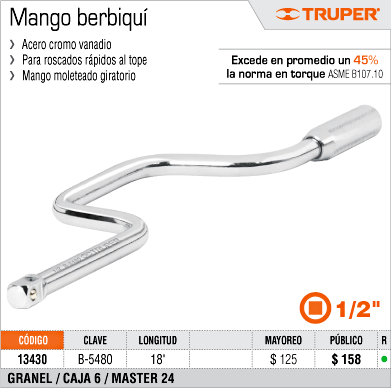 Mango berbiquí
TRUPER®
› Acero cromo vanadio
› Para roscados rápidos al tope
› Mango moleteado giratorio
Excede en promedio un 45%
la norma en torque ASME B107.10
1/2"
CÓDIGO CLAVE LONGITUD MAYOREO PÚBLICO R
13430 B-5480 18' $ 125 $ 158
GRANEL / CAJA 6 / MASTER 24